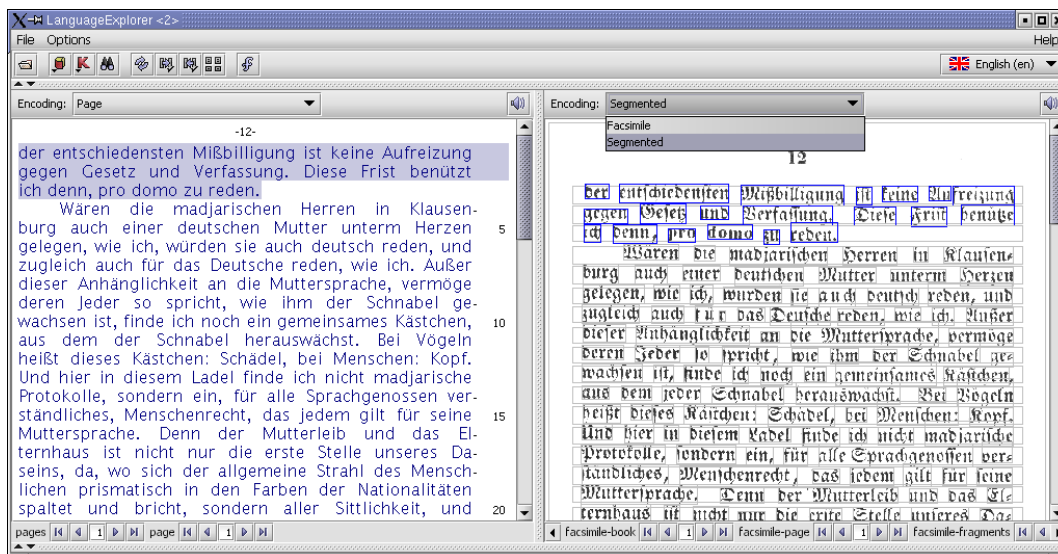 LanguageExplorer <2>
File Options
Help
English (en)
Encoding: Page
-12-
der entschiedensten Mißbilligung ist keine Aufreizung
gegen Gesetz und Verfassung. Diese Frist benützt
ich denn, pro domo zu reden.
Wären die madjarischen Herren in Klausen-
burg auch einer deutschen Mutter unterm Herzen 5
gelegen, wie ich, würden sie auch deutsch reden, und
zugleich auch für das Deutsche reden, wie ich. Außer
dieser Anhänglichkeit an die Muttersprache, vermöge
deren Jeder so spricht, wie ihm der Schnabel ge-
wachsen ist, finde ich noch ein gemeinsames Kästchen, 10
aus dem der Schnabel herauswächst. Bei Vögeln
heißt dieses Kästchen: Schädel, bei Menschen: Kopf.
Und hier in diesem Ladel finde ich nicht madjarische
Protokolle, sondern ein, für alle Sprachgenossen ver-
ständliches, Menschenrecht, das jedem gilt für seine 15
Muttersprache. Denn der Mutterleib und das El-
ternhaus ist nicht nur die erste Stelle unseres Da-
seins, da, wo sich der allgemeine Strahl des Mensch-
lichen prismatisch in den Farben der Nationalitäten
spaltet und bricht, sondern aller Sittlichkeit, und 20
pages 1 page 1
Encoding: Segmented
Facsimile
Segmented
12
der entschiedensten Mißbilligung ist keine Aufreizung
gegen Gesetz und Verfassung. Diese Frist benütze
ich denn, pro domo zu reden.
Wären die madjarischen Herren in Klausen-
burg auch einer deutschen Mutter unterm Herzen
gelegen, wie ich, würden sie auch deutsch reden, und
zugleich auch für das Deutsche reden, wie ich. Außer
dieser Anhänglichkeit an die Muttersprache, vermöge
deren Jeder so spricht, wie ihm der Schnabel ge-
wachsen ist, finde ich noch ein gemeinsames Kästchen,
aus dem jeder Schnabel herauswächst. Bei Vögeln
heißt dieses Kästchen: Schädel, bei Menschen: Kopf.
Und hier in diesem Ladel finde ich nicht madjarische
Protokolle, sondern ein, für alle Sprachgenossen ver-
ständliches, Menschenrecht, das jedem gilt für seine
Muttersprache. Denn der Mutterleib und das El-
ternhaus ist nicht nur die erste Stelle unseres Da-
facsimile-book 1 facsimile-page 1 facsimile-fragments